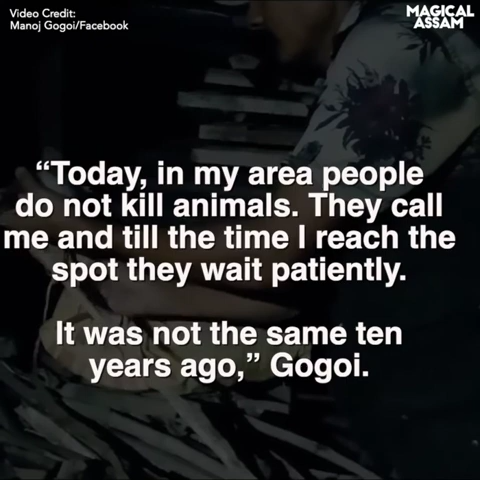 Video Credit:
Manoj Gogoi/Facebook
MAGICAL
ASSAM
“Today, in my area people
do not kill animals. They call
me and till the time I reach the
spot they wait patiently.
It was not the same ten
years ago,” Gogoi.